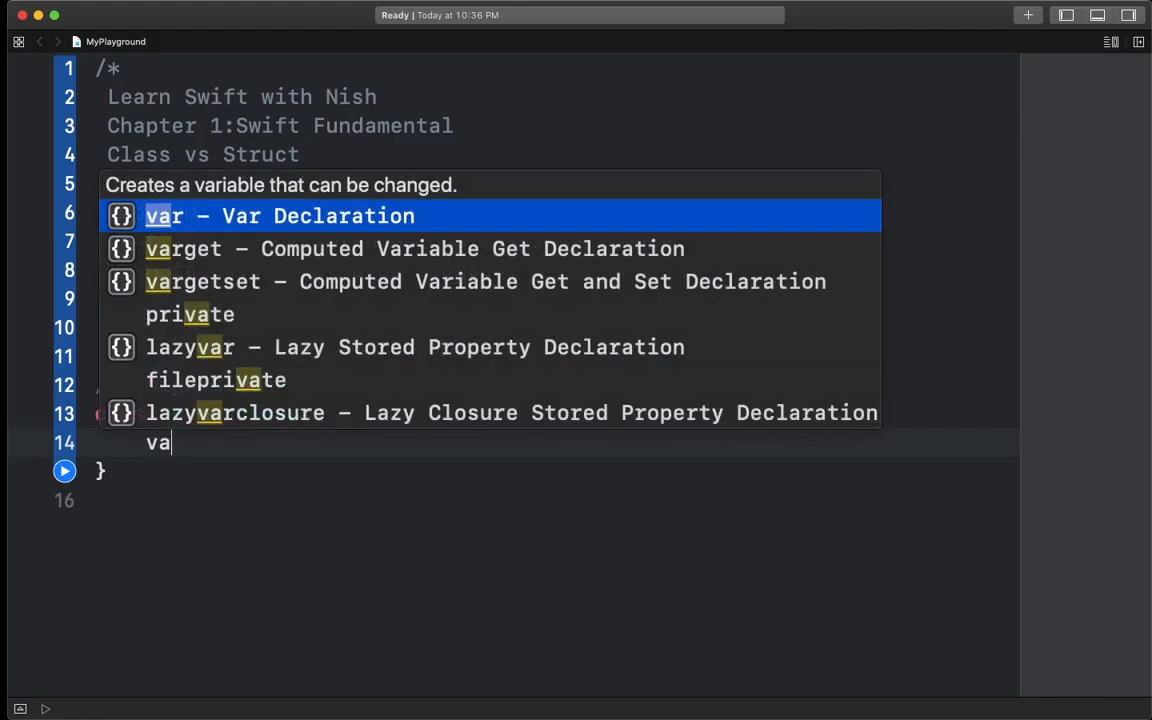 Ready | Today at 10:36 PM
MyPlayground
1 /*
2 Learn Swift with Nish
3 Chapter 1:Swift Fundamental
4 Class vs Struct
5 Creates a variable that can be changed.
6 {} var – Var Declaration
7 {} varget – Computed Variable Get Declaration
8 {} vargetset – Computed Variable Get and Set Declaration
9 private
10
11 {} lazyvar – Lazy Stored Property Declaration
12 fileprivate
13 {} lazyvarclosure – Lazy Closure Stored Property Declaration
14 va
}
16